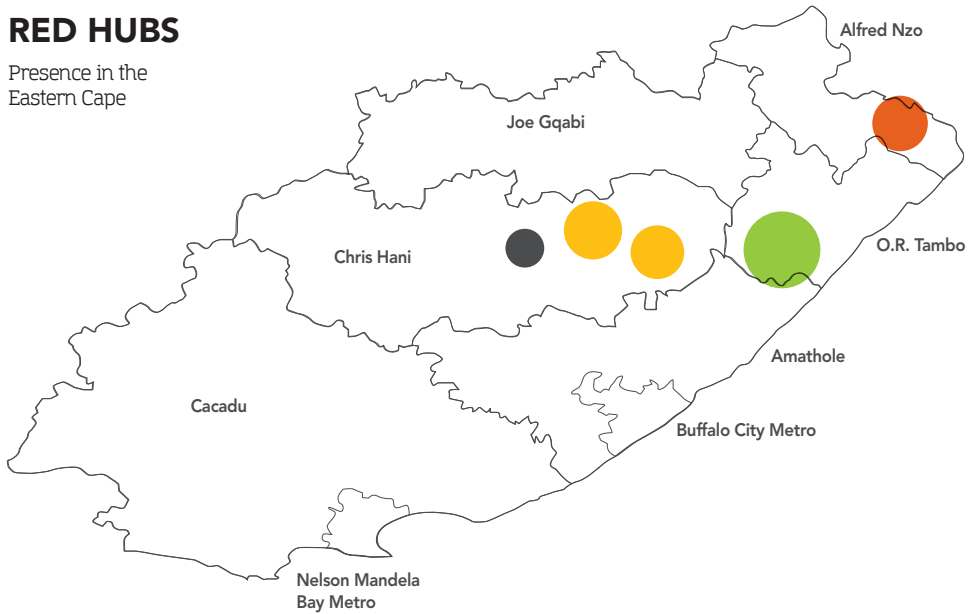 RED HUBS
Presence in the
Eastern Cape
Alfred Nzo
Joe Gqabi
O.R. Tambo
Chris Hani
Amathole
Cacadu
Buffalo City Metro
Nelson Mandela
Bay Metro